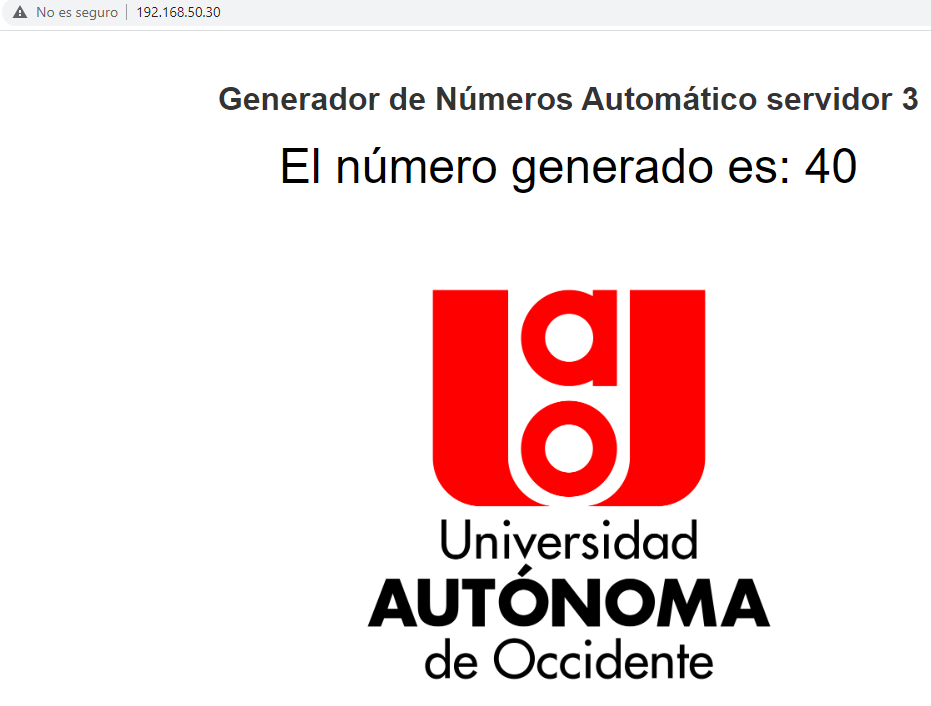 No es seguro 192.168.50.30
Generador de Números Automático servidor 3
El número generado es: 40
uao
Universidad
AUTÓNOMA
de Occidente